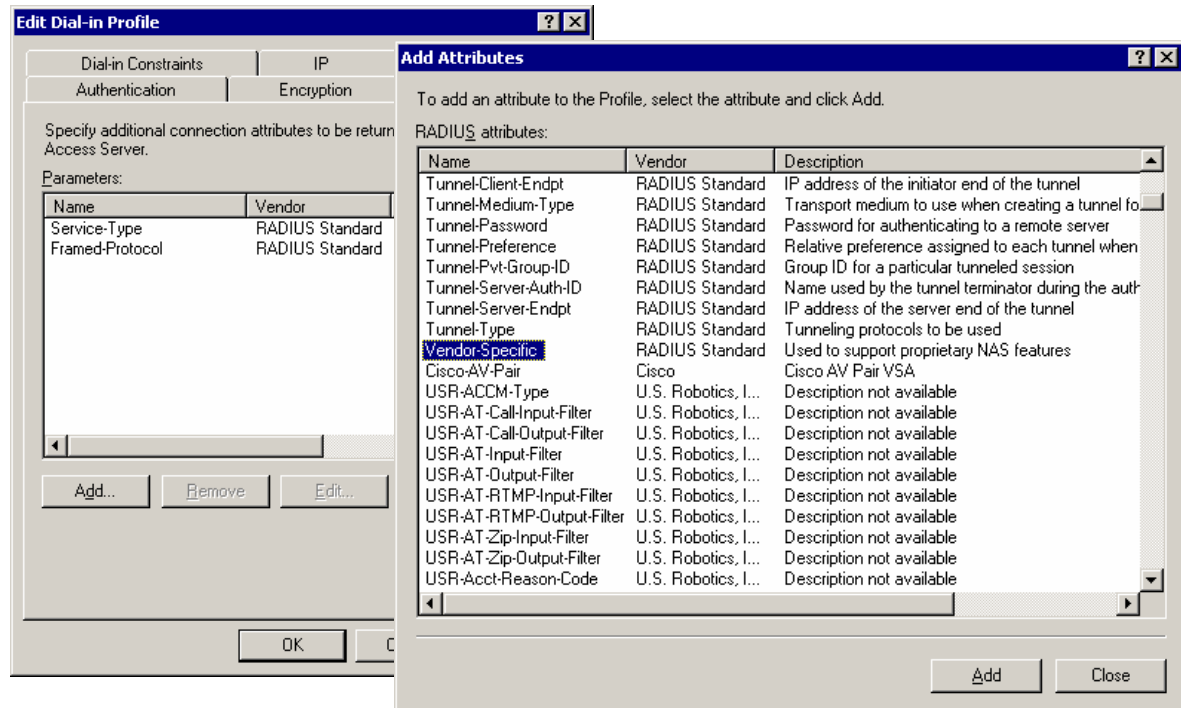 Edit Dial-in Profile
Dial-in Constraints IP
Authentication Encryption
Specify additional connection attributes to be return
Access Server.
Parameters:
Name Vendor
Service-Type RADIUS Standard
Framed-Protocol RADIUS Standard
Add... Remove Edit...
OK C
Add Attributes
To add an attribute to the Profile, select the attribute and click Add.
RADIUS attributes:
Name Vendor Description
Tunnel-Client-Endpt RADIUS Standard IP address of the initiator end of the tunnel
Tunnel-Medium-Type RADIUS Standard Transport medium to use when creating a tunnel fo
Tunnel-Password RADIUS Standard Password for authenticating to a remote server
Tunnel-Preference RADIUS Standard Relative preference assigned to each tunnel when
Tunnel-Pvt-Group-ID RADIUS Standard Group ID for a particular tunneled session
Tunnel-Server-Auth-ID RADIUS Standard Name used by the tunnel terminator during the auth
Tunnel-Server-Endpt RADIUS Standard IP address of the server end of the tunnel
Tunnel-Type RADIUS Standard Tunneling protocols to be used
Vendor-Specific RADIUS Standard Used to support proprietary NAS features
Cisco-AV-Pair Cisco Cisco AV Pair VSA
USR-ACCM-Type U.S. Robotics, I... Description not available
USR-AT-Call-Input-Filter U.S. Robotics, I... Description not available
USR-AT-Call-Output-Filter U.S. Robotics, I... Description not available
USR-AT-Input-Filter U.S. Robotics, I... Description not available
USR-AT-Output-Filter U.S. Robotics, I... Description not available
USR-AT-RTMP-Input-Filter U.S. Robotics, I... Description not available
USR-AT-RTMP-Output-Filter U.S. Robotics, I... Description not available
USR-AT-Zip-Input-Filter U.S. Robotics, I... Description not available
USR-AT-Zip-Output-Filter U.S. Robotics, I... Description not available
USR-Acct-Reason-Code U.S. Robotics, I... Description not available
Add Close